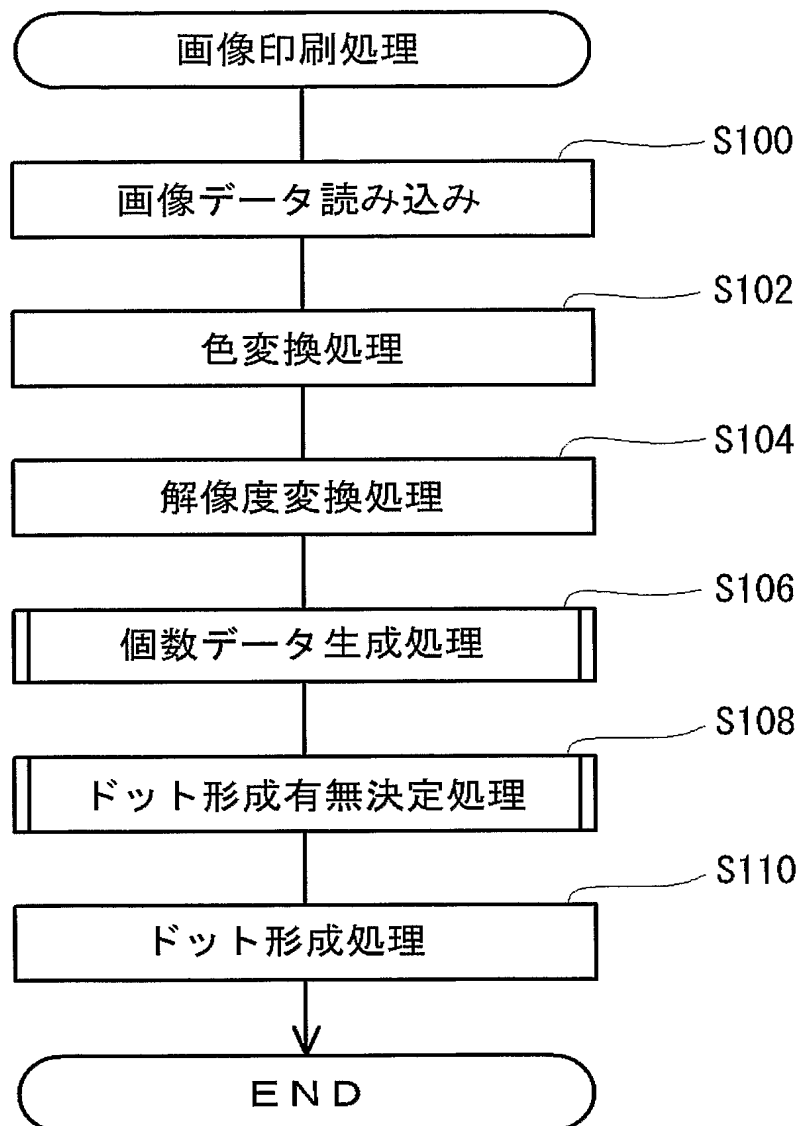 画像印刷処理
S100
画像データ読み込み
S102
色変換処理
S104
解像度変換処理
S106
個数データ生成処理
S108
ドット形成有無決定処理
S110
ドット形成処理
END